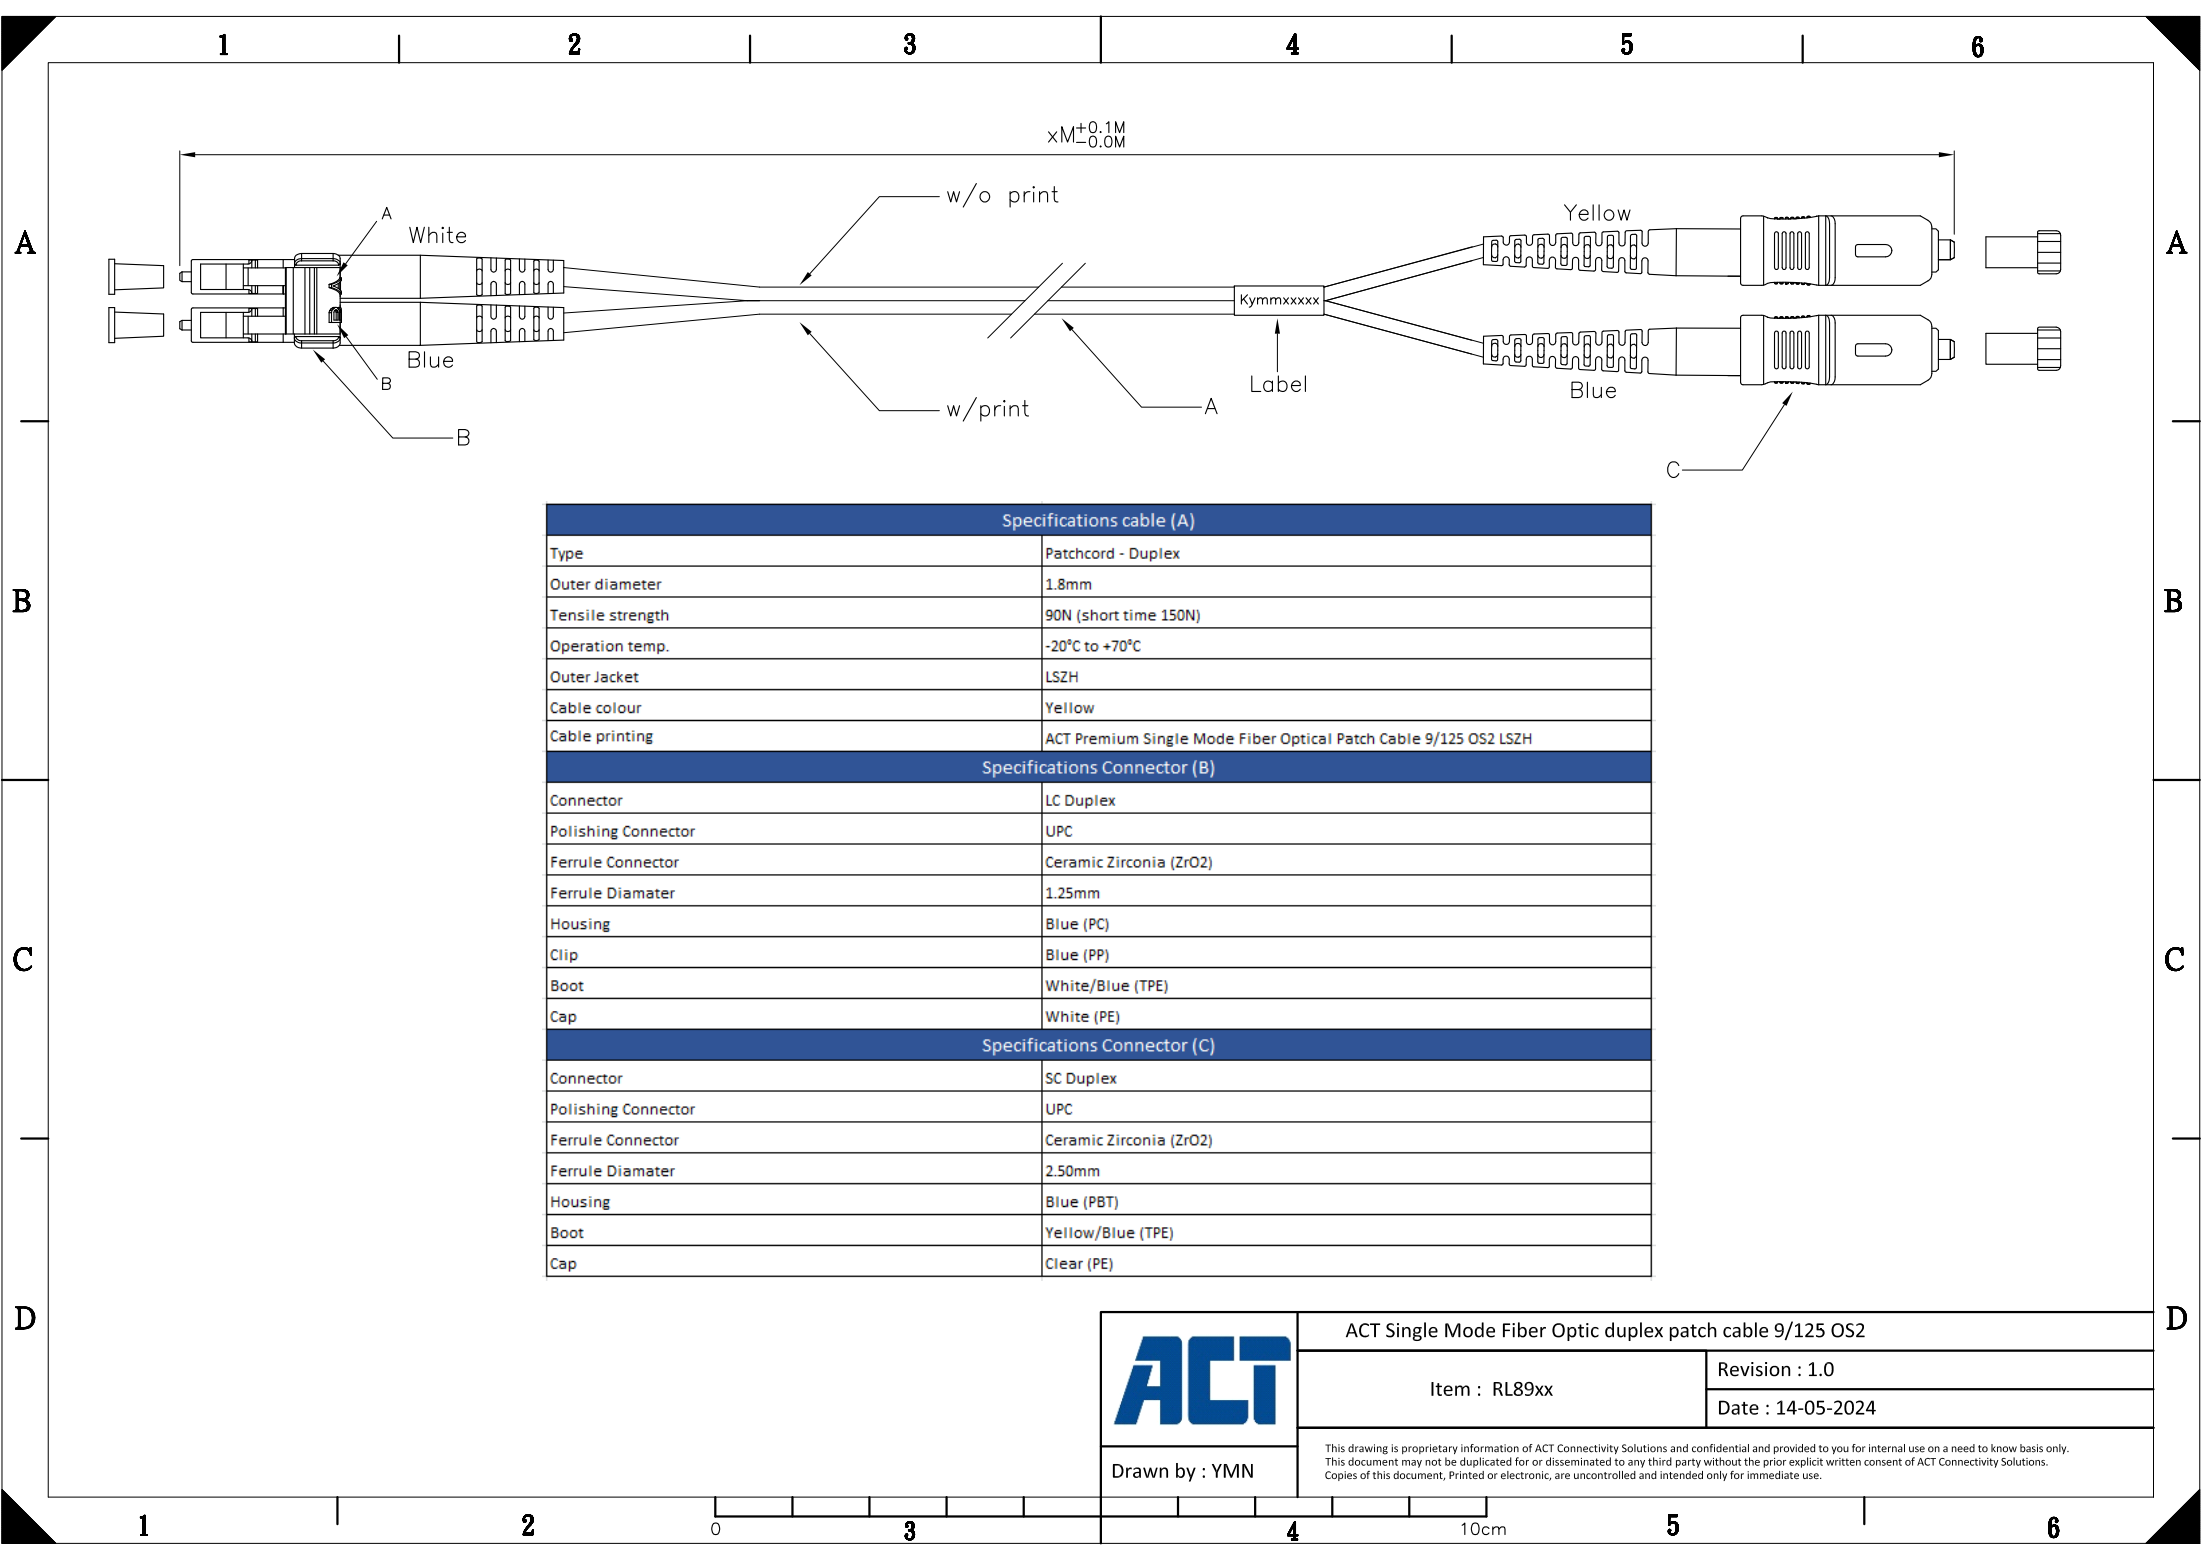 1 2 3 4 5 6
xM+0.1M
-0.0M
w/o print
Yellow
A
White
A
A
Kymmxxxxx
Blue
B
w/print
A
Label
Blue
B
C
Specifications cable (A)
Type Patchcord - Duplex
Outer diameter 1.8mm
B
B
Tensile strength 90N (short time 150N)
Operation temp. -20°C to +70°C
Outer Jacket LSZH
Cable colour Yellow
Cable printing ACT Premium Single Mode Fiber Optical Patch Cable 9/125 OS2 LSZH
Specifications Connector (B)
Connector LC Duplex
Polishing Connector UPC
Ferrule Connector Ceramic Zirconia (ZrO2)
Ferrule Diamater 1.25mm
Housing Blue (PC)
Clip Blue (PP)
C
C
Boot White/Blue (TPE)
Cap White (PE)
Specifications Connector (C)
Connector SC Duplex
Polishing Connector UPC
Ferrule Connector Ceramic Zirconia (ZrO2)
Ferrule Diamater 2.50mm
Housing Blue (PBT)
Boot Yellow/Blue (TPE)
Cap Clear (PE)
D
D
ACT
ACT Single Mode Fiber Optic duplex patch cable 9/125 OS2
Item : RL89xx
Revision : 1.0
Date : 14-05-2024
Drawn by : YMN
This drawing is proprietary information of ACT Connectivity Solutions and confidential and provided to you for internal use on a need to know basis only.
This document may not be duplicated for or disseminated to any third party without the prior explicit written consent of ACT Connectivity Solutions.
Copies of this document, Printed or electronic, are uncontrolled and intended only for immediate use.
1 2 0 3 4 10cm 5 6